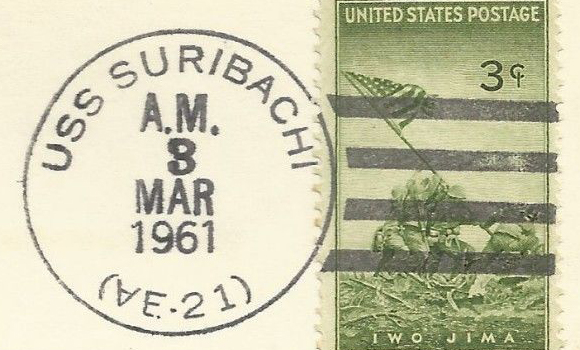 USS SURIBACHI
A.M.
3
MAR
1961
(AE-21)
UNITED STATES POSTAGE
3¢
IWO JIMA